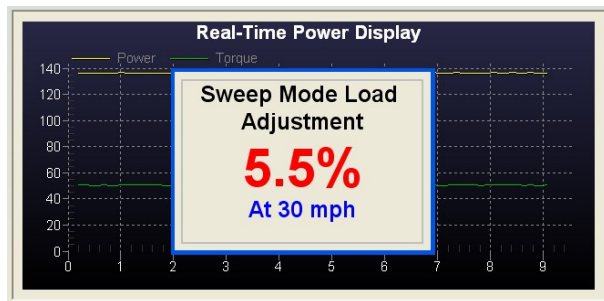 Real-Time Power Display
Power Torque
140
120
100
80
60
40
20
0
Sweep Mode Load
Adjustment
5.5%
At 30 mph
0 1 2 3 4 5 6 7 8 9